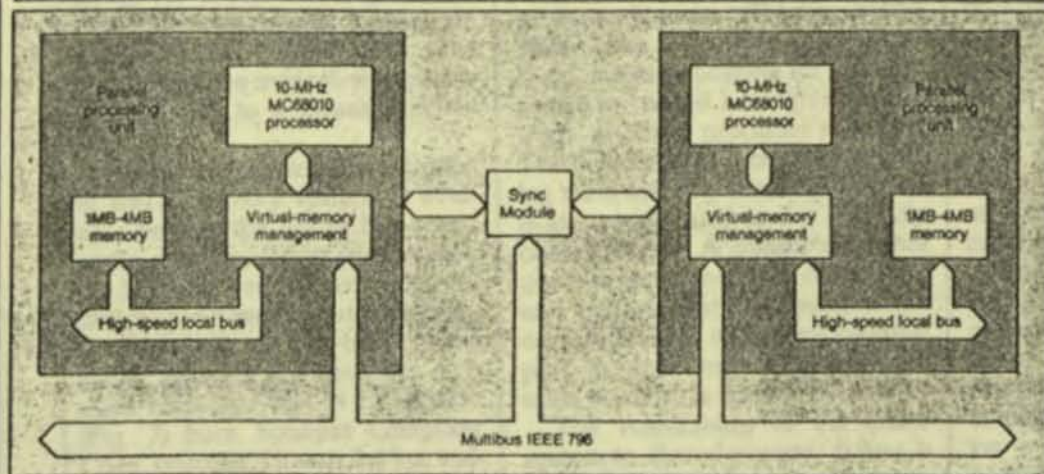 Parallel
processing
unit
10-MHz
MC68010
processor
1MB-4MB
memory
Virtual-memory
management
High-speed local bus
Sync
Module
10-MHz
MC68010
processor
Parallel
processing
unit
Virtual-memory
management
1MB-4MB
memory
High-speed local bus
Multibus IEEE 796